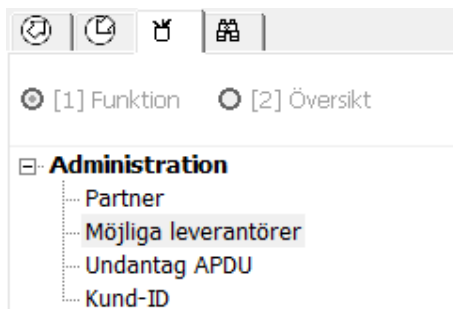 [1] Funktion [2] Översikt
Administration
Partner
Möjliga leverantörer
Undantag APDU
Kund-ID